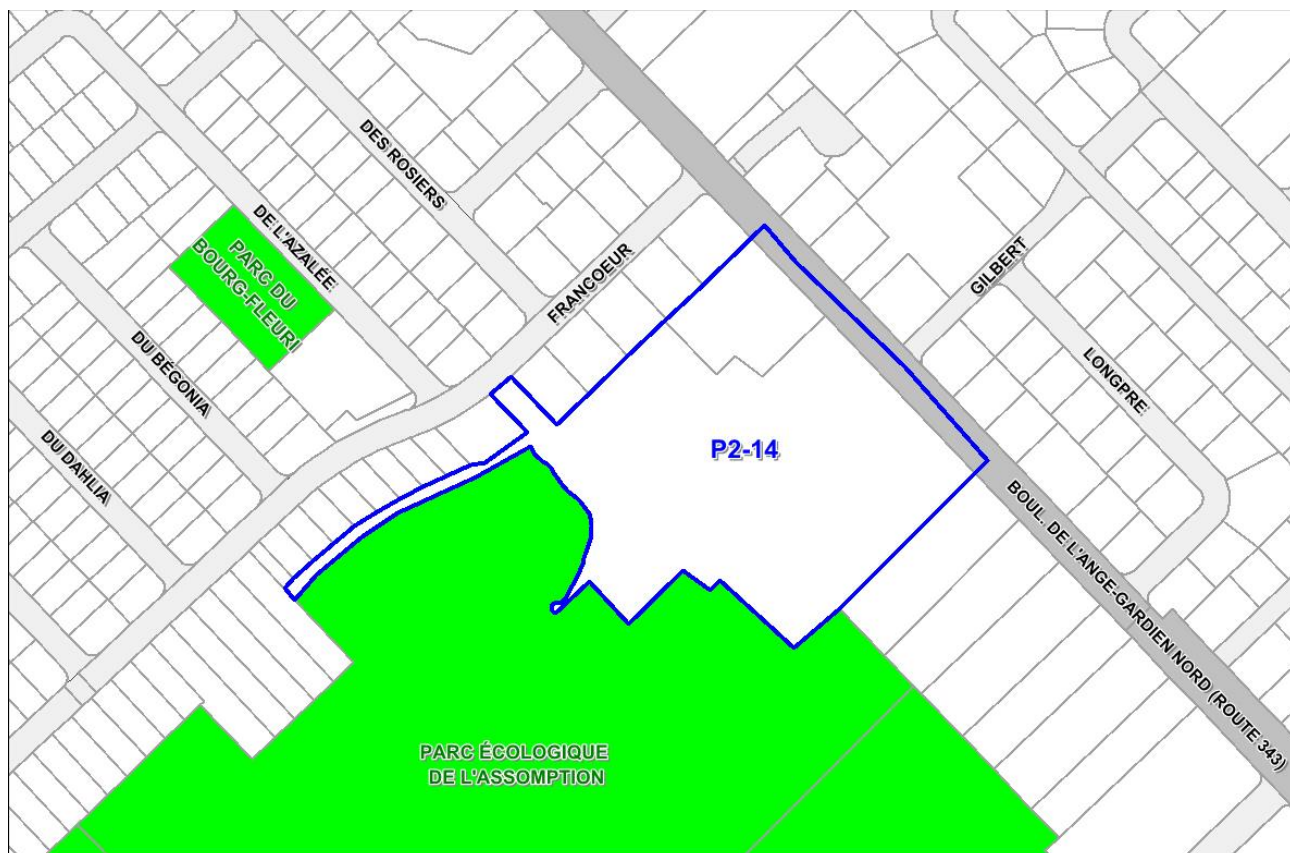 DES ROSIERS
DE L'AZALÉE
PARC DU
BOURG-FLEURI
FRANCOEUR
GILBERT
LONGPRE
DU BÉGONIA
DU DAHLIA
P2-14
BOUL. DE L'ANGE-GARDIEN NORD (ROUTE 343)
PARC ÉCOLOGIQUE
DE L'ASSOMPTION